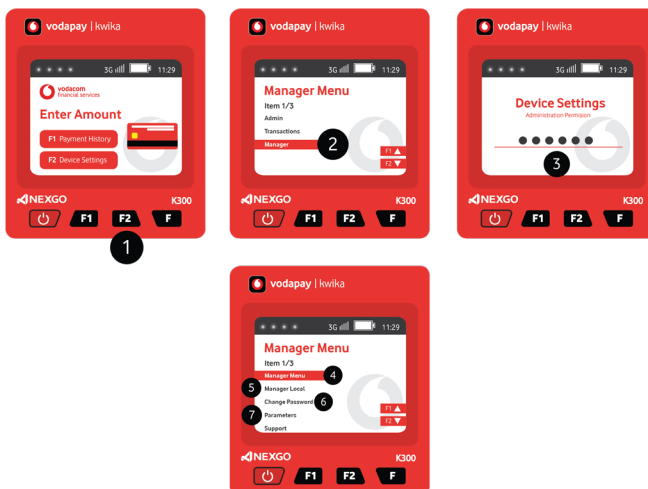 vodapay | kwika
3G 11:29
vodacom
financial services
Enter Amount
F1 Payment History
F2 Device Settings
NEXGO K300
F1 F2 F
1
vodapay | kwika
3G 11:29
Manager Menu
Item 1/3
Admin
Transactions
Manager
2
F1
F2
NEXGO K300
F1 F2 F
vodapay | kwika
3G 11:29
Device Settings
Administration Permision
3
NEXGO K300
F1 F2 F
vodapay | kwika
3G 11:29
Manager Menu
Item 1/3
Manager Menu 4
5 Manager Local
Change Password 6
7 Parameters
Support
F1
F2
NEXGO K300
F1 F2 F